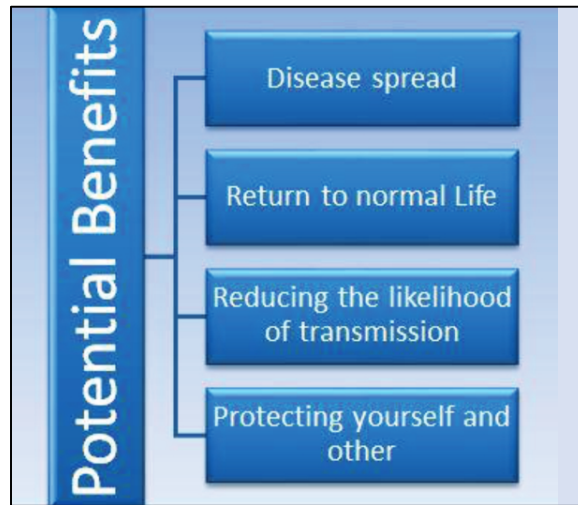 Potential Benefits
Disease spread
Return to normal Life
Reducing the likelihood
of transmission
Protecting yourself and
other